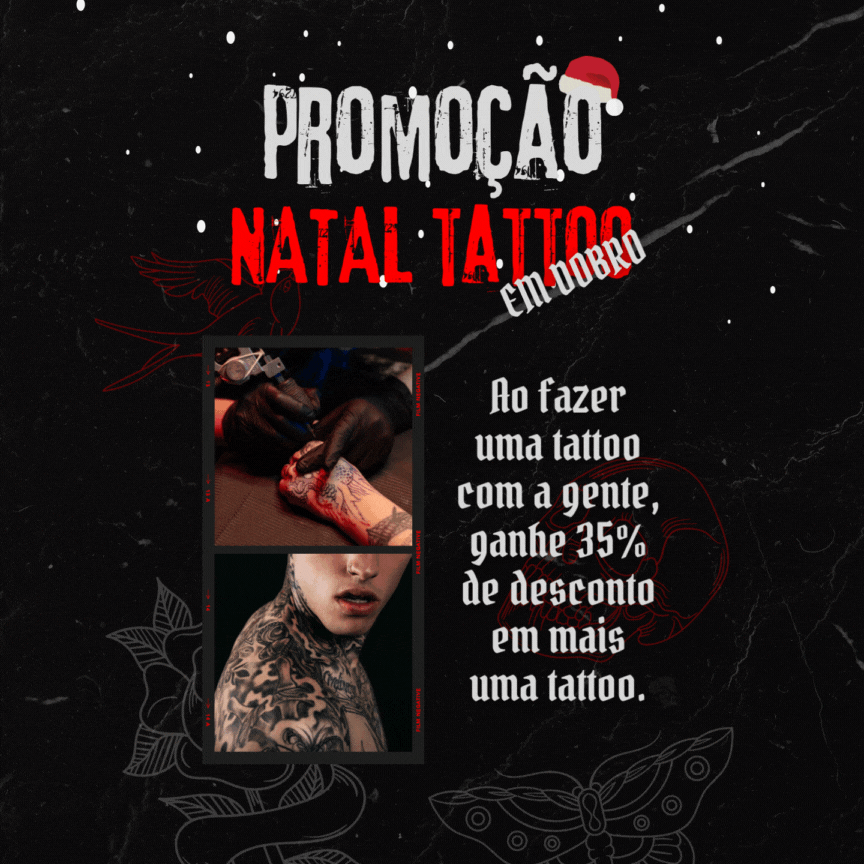 PROMOÇÃO
NATAL TATTOO
EM DOBRO
Ao fazer
uma tattoo
com a gente,
ganhe 35%
de desconto
em mais
uma tattoo.